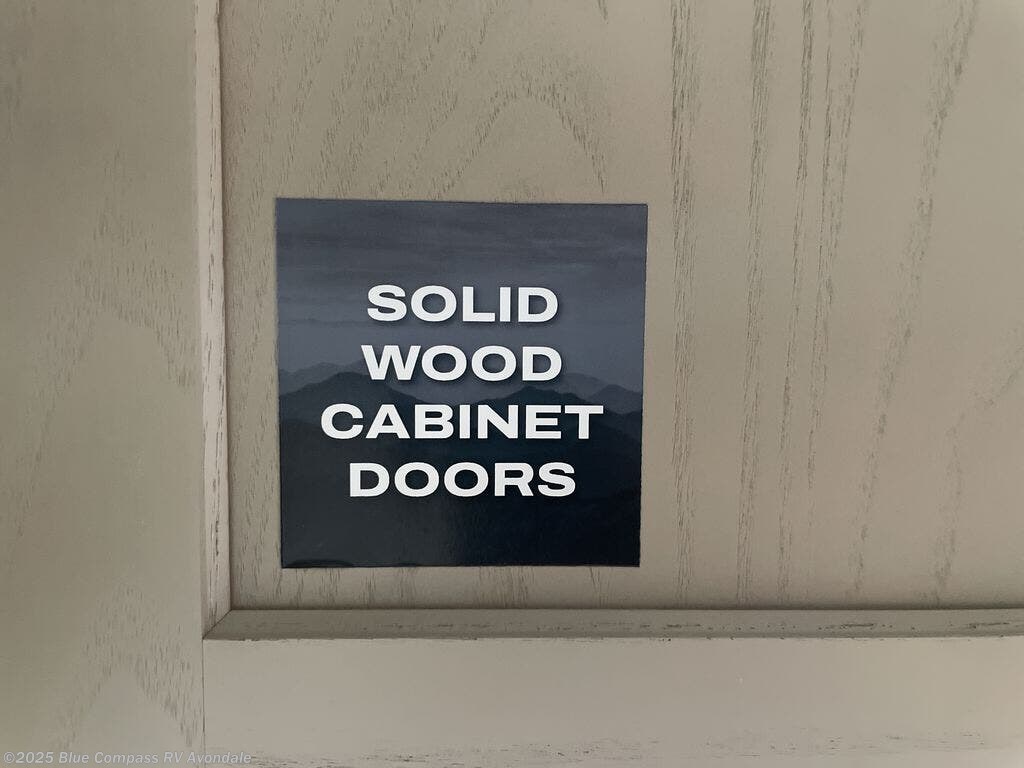 SOLID
WOOD
CABINET
DOORS
©2025 Blue Compass RV Avondale